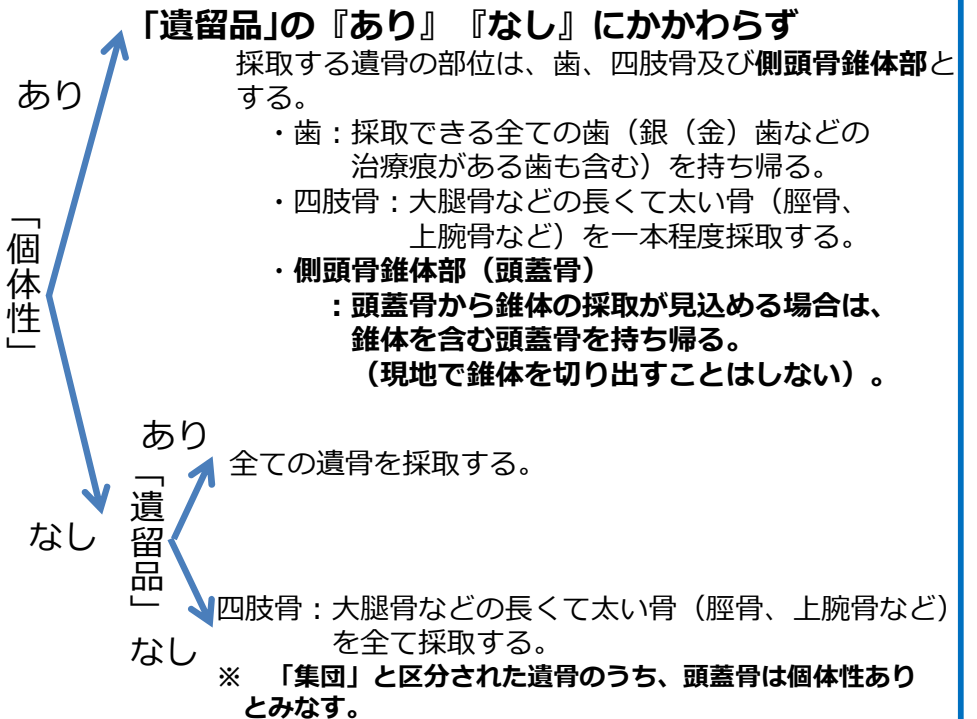 「遺留品」の『あり』『なし』にかかわらず
採取する遺骨の部位は、歯、四肢骨及び側頭骨錐体部と
する。
あり
・歯：採取できる全ての歯（銀（金）歯などの
治療痕がある歯も含む）を持ち帰る。
・四肢骨：大腿骨などの長くて太い骨（脛骨、
上腕骨など）を一本程度採取する。
「個体性」
・側頭骨錐体部（頭蓋骨）
：頭蓋骨から錐体の採取が見込める場合は、
錐体を含む頭蓋骨を持ち帰る。
（現地で錐体を切り出すことはしない）。
あり
全ての遺骨を採取する。
なし
「遺留品」
四肢骨：大腿骨などの長くて太い骨（脛骨、上腕骨など）
を全て採取する。
なし
※　「集団」と区分された遺骨のうち、頭蓋骨は個体性あり
とみなす。